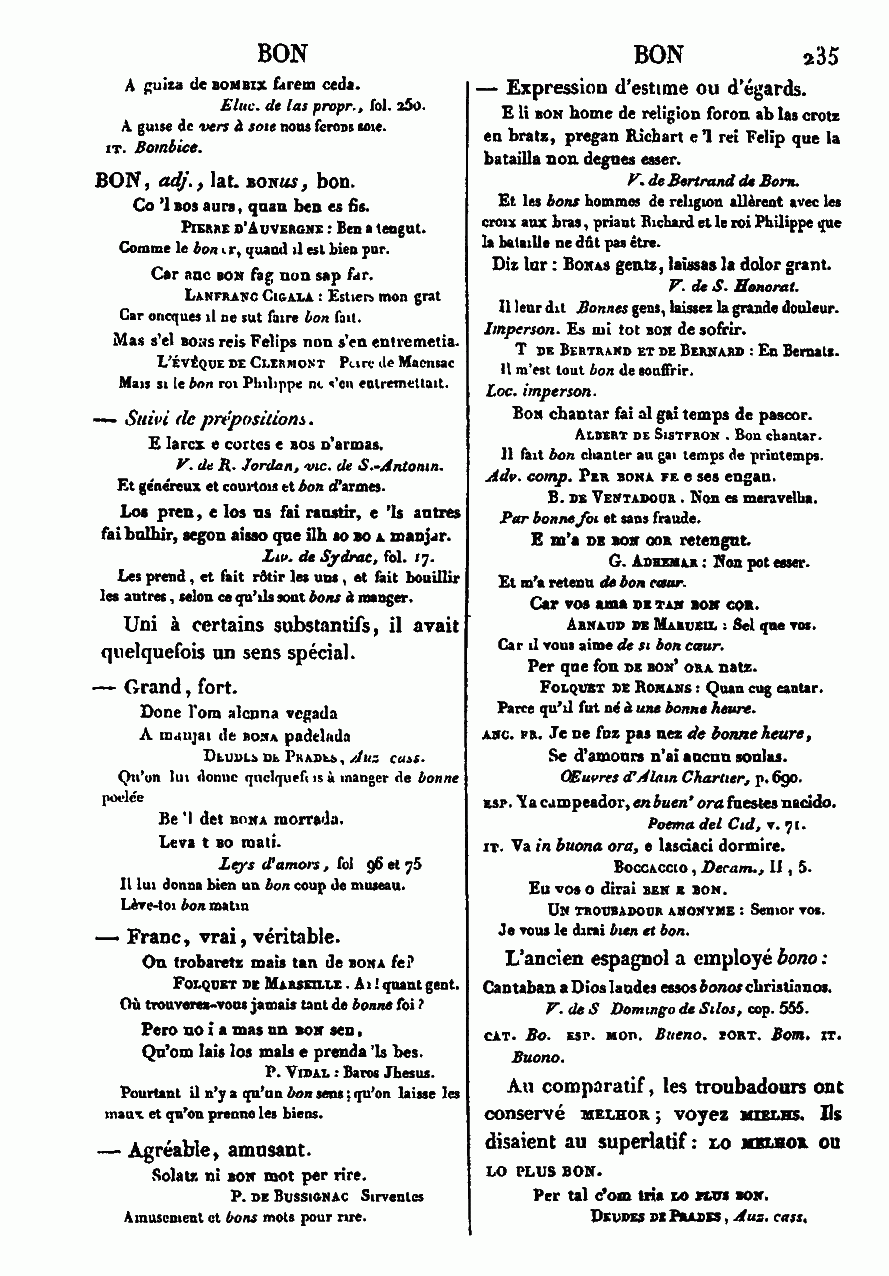 BON
A guiza de BOMBIX farem ceda.
Eluc. de las propr., fol. 250.
A guise de vers à soie nous ferons soie.
IT. Bombice.
BON, adj., lat. BONUS, bon.
Co 'l BOS aurs, quan ben es fis.
PIERRE D'AUVERGNE : Ben a tengut.
Comme le bon or, quand il est bien pur.
Car anc BON fag non sap far.
LANFRANC CIGALA : Estiers mon grat
Car oncques il ne sut faire bon fait.
Mas s'el BONS reis Felips non s'en entremetia.
L'ÉVÊQUE DE CLERMONT Peire de Maensac
Mais si le bon roi Philippe ne s'en entremettait.
— Suivi de prépositions.
E larcx e cortes e BOS D'armas.
V. de R. Jordan, vic. de S.-Antonin.
Et généreux et courtois et bon d'armes.
Los pren, e los us fai raustir, e 'ls autres
fai bulhir, segon aisso que ilh so BO A manjar.
Liv. de Sydrac, fol. 17.
Les prend, et fait rôtir les uns, et fait bouillir
les autres, selon ce qu'ils sont bons à manger.
Uni à certains substantifs, il avait
quelquefois un sens spécial.
— Grand, fort.
Done l'om alcuna vegada
A manjar de BONA padelada
DEUDES DE PRADES, Auz cass.
Qu'on lui donne quelquefois à manger de bonne
poelée
Be 'l det BONA morrada.
Leva t BO mati.
Leys d'amors, fol 96 et 75
Il lui donna bien un bon coup de museau.
Lève-toi bon matin
— Franc, vrai, véritable.
On trobaretz mais tan de BONA fe?
FOLQUET DE MARSEILLE. Ai! quant gent.
Où trouverez-vous jamais tant de bonne foi?
Pero no i a mas un BON sen,
Qu'om lais los mals e prenda 'ls bes.
P. VIDAL : Baros Jhesus.
Pourtant il n'y a qu'un bon sens; qu'on laisse les
maux et qu'on prenne les biens.
— Agréable, amusant.
Solatz ni BON mot per rire.
P. DE BUSSIGNAC Sirventes
Amusement et bons mots pour rire.
BON 235
— Expression d'estime ou d'égards.
E li BON home de religion foron ab las crotz
en bratz, pregan Richart e 'l rei Felip que la
batailla non degues esser.
V. de Bertrand de Born.
Et les bons hommes de religion allèrent avec les
croix aux bras, priant Richard et le roi Philippe que
la bataille ne dût pas être.
Diz lur : BONAS gentz, laissas la dolor grant.
V. de S. Honorat.
Il leur dit Bonnes gens, laissez la grande douleur.
Imperson. Es mi tot BON de sofrir.
T DE BERTRAND ET DE BERNARD : En Bernatz.
Il m'est tout bon de souffrir.
Loc. imperson.
BON chantar fai al gai temps de pascor.
ALBERT DE SISTERON. Bon chantar.
Il fait bon chanter au gai temps de printemps.
Adv. comp. PER BONA FE e ses engan.
B. DE VENTADOUR. Non es meravelha.
Par bonne foi et sans fraude.
E m'a DE BON COR retengut.
G. ADHEMAR : Non pot esser.
Et m'a retenu de bon cœur.
Car vos ama DE TAN BON COR.
ARNAUD DE MARUEIL : Sel que vos.
Car il vous aime de si bon cœur.
Per que fon DE BON' ORA natz.
FOLQUET DE ROMANS : Quan cug cantar.
Parce qu'il fut né à une bonne heure.
ANC. FR. Je ne fuz pas nez de bonne heure,
Se d'amours n'ai aucun soulas.
Œuvres d'Alain Chartier, p. 690.
ESP. Ya campeador, en buen' ora fuestes nacido.
Poema del Cid, v. 71.
IT. Va in buona ora, e lasciaci dormire.
BOCCACCIO, Decam., II, 5.
Eu vos o dirai BEN E BON.
UN TROUBADOUR ANONYME : Senior vos.
Je vous le dirai bien et bon.
L'ancien espagnol a employé bono :
Cantaban a Dios laudes essos bonos christianos.
V. de S Domingo de Silos, cop. 555.
CAT. Bo. ESP. MOD. Bueno. PORT. Bom. IT.
Buono.
Au comparatif, les troubadours ont
conservé MELHOR; voyez MIELHS. Ils
disaient au superlatif : LO MELHOR OU
LO PLUS BON.
Per tal c'om tria LO PLUS BON.
DEUDES DE PRADES, Auz. cass.